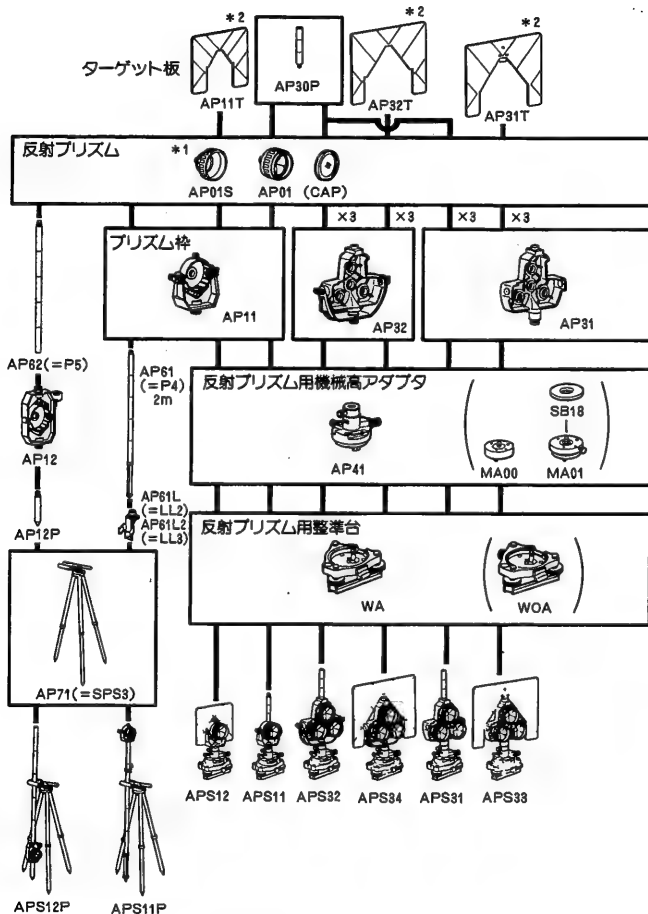 *2
*2
*2
ターゲット板
AP11T
AP30P
AP32T
AP31T
反射プリズム
*1
AP01S
AP01
(CAP)
×3
×3
×3
×3
プリズム枠
AP11
AP32
AP31
AP62(=P5)
AP61
(=P4)
2m
反射プリズム用機械高アダプタ
SB18
AP12
AP41
MA00
MA01
AP61L
(=LL2)
AP61L2
(=LL3)
AP12P
反射プリズム用整準台
WA
WOA
AP71(=SPS3)
APS12
APS11
APS32
APS34
APS31
APS33
APS12P
APS11P